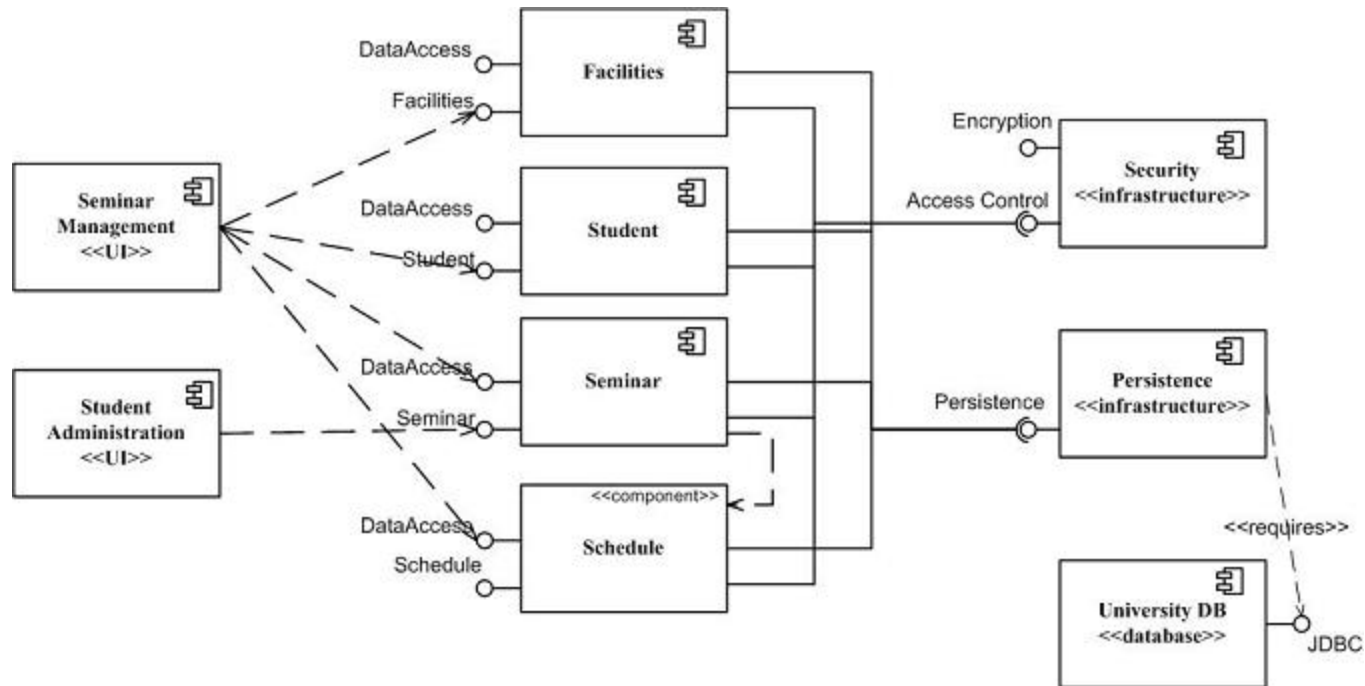 DataAccess
Facilities
Facilities
Encryption
Security
<<infrastructure>>
Access Control
Seminar
Management
<<UI>>
DataAccess
Student
Student
DataAccess
Seminar
Seminar
Student
Administration
<<UI>>
Persistence
Persistence
<<infrastructure>>
<<component>>
DataAccess
Schedule
Schedule
<<requires>>
University DB
<<database>>
JDBC